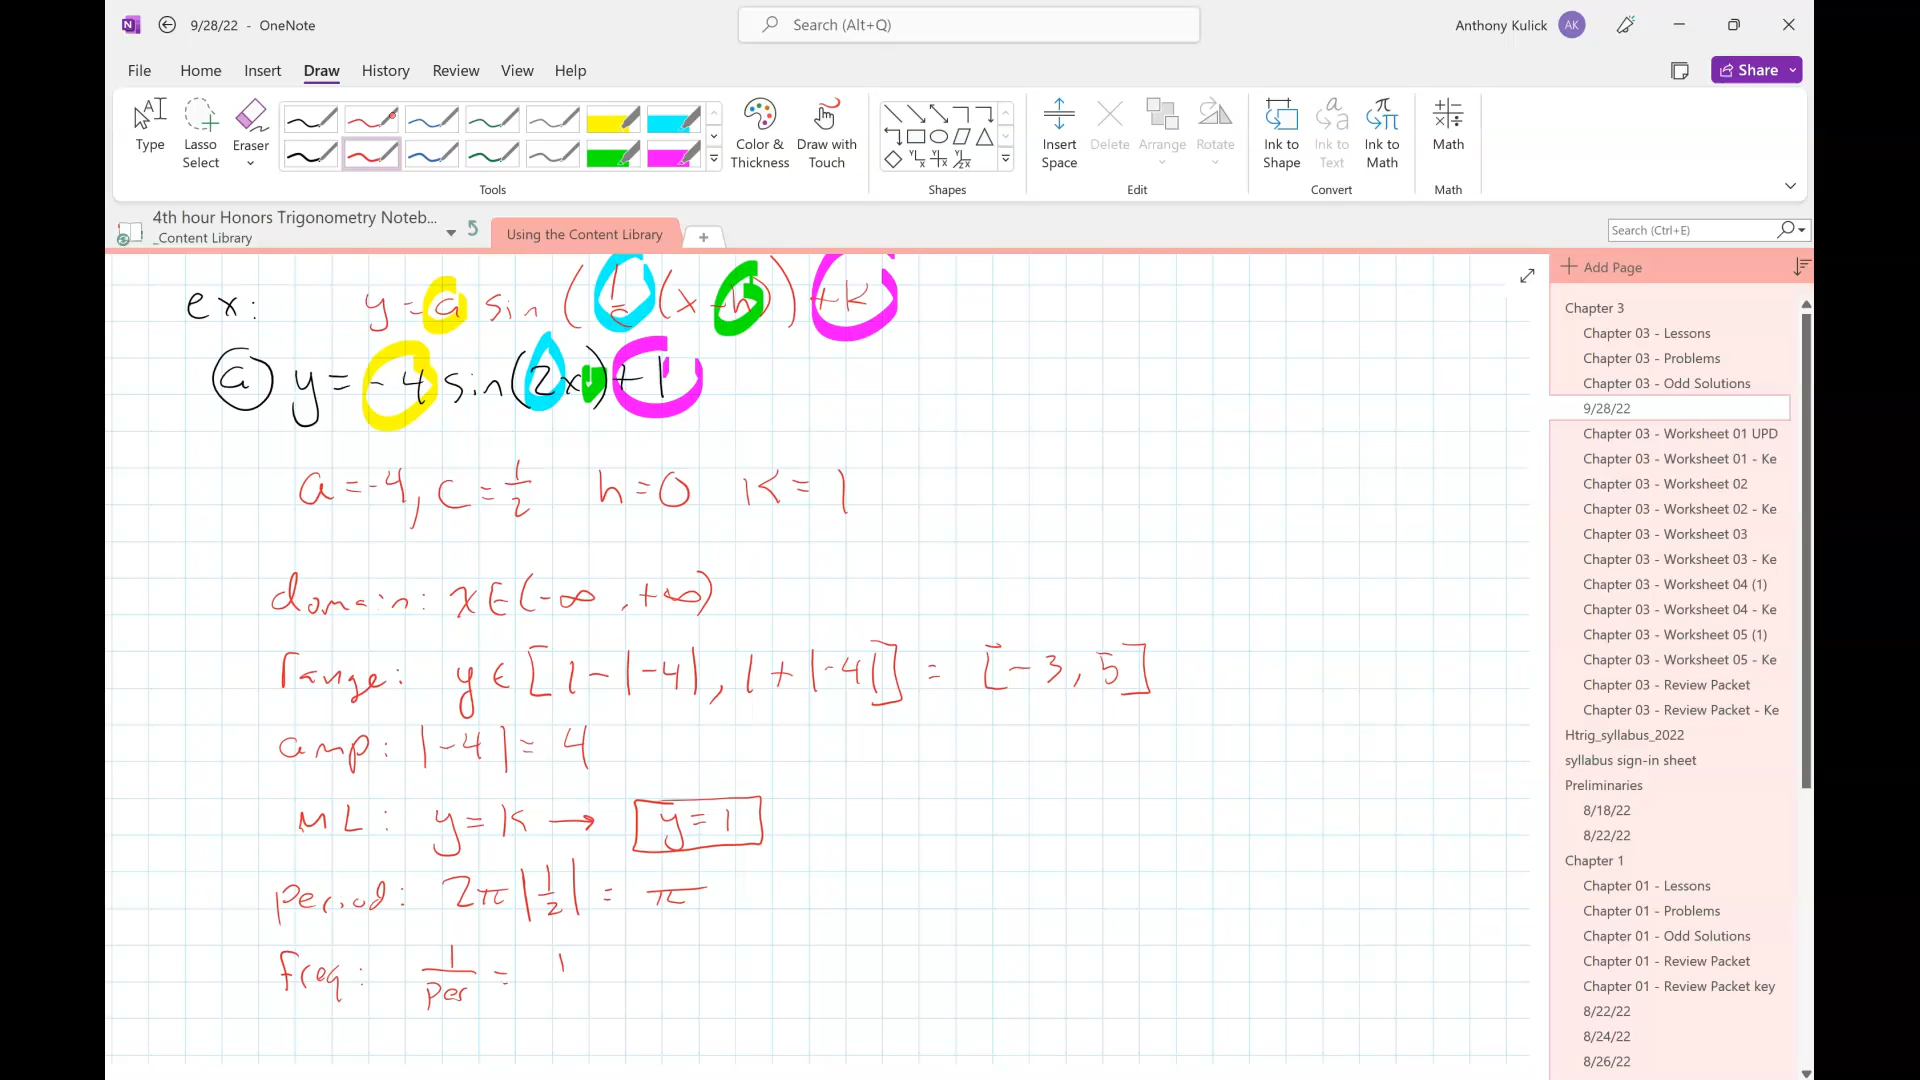 9/28/22 - OneNote
Search (Alt+Q)
Anthony Kulick AK
File Home Insert Draw History Review View Help
Share
Type
Lasso Select
Eraser
Color & Thickness
Draw with Touch
Insert Space
Delete
Arrange
Rotate
Ink to Shape
Ink to Text
Ink to Math
Math
Tools Shapes Edit Convert Math
4th hour Honors Trigonometry Noteb...
_Content Library
Using the Content Library
Search (Ctrl+E)
ex: y = a sin (1/c (x - h)) + k
(a) y = -4 sin(2x) + 1
a = -4, c = 1/2 h = 0 k = 1
domain: x ∈ (-∞, +∞)
range: y ∈ [1 - |-4|, 1 + |-4|] = [-3, 5]
amp: |-4| = 4
ML: y = k → y = 1
period: 2π |1/2| = π
freq: 1/per = 1
Add Page
Chapter 3
Chapter 03 - Lessons
Chapter 03 - Problems
Chapter 03 - Odd Solutions
9/28/22
Chapter 03 - Worksheet 01 UPD
Chapter 03 - Worksheet 01 - Ke
Chapter 03 - Worksheet 02
Chapter 03 - Worksheet 02 - Ke
Chapter 03 - Worksheet 03
Chapter 03 - Worksheet 03 - Ke
Chapter 03 - Worksheet 04 (1)
Chapter 03 - Worksheet 04 - Ke
Chapter 03 - Worksheet 05 (1)
Chapter 03 - Worksheet 05 - Ke
Chapter 03 - Review Packet
Chapter 03 - Review Packet - Ke
Htrig_syllabus_2022
syllabus sign-in sheet
Preliminaries
8/18/22
8/22/22
Chapter 1
Chapter 01 - Lessons
Chapter 01 - Problems
Chapter 01 - Odd Solutions
Chapter 01 - Review Packet
Chapter 01 - Review Packet key
8/22/22
8/24/22
8/26/22